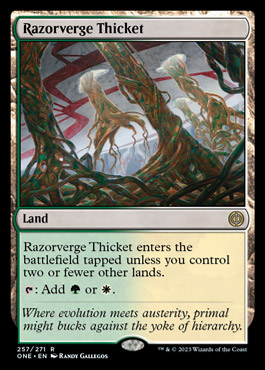 Razorverge Thicket
Land
Razorverge Thicket enters the
battlefield tapped unless you control
two or fewer other lands.
: Add or .
Where evolution meets austerity, primal
might bucks against the yoke of hierarchy.
257/271 R
ONE • EN Randy Gallegos
™ & © 2023 Wizards of the Coast